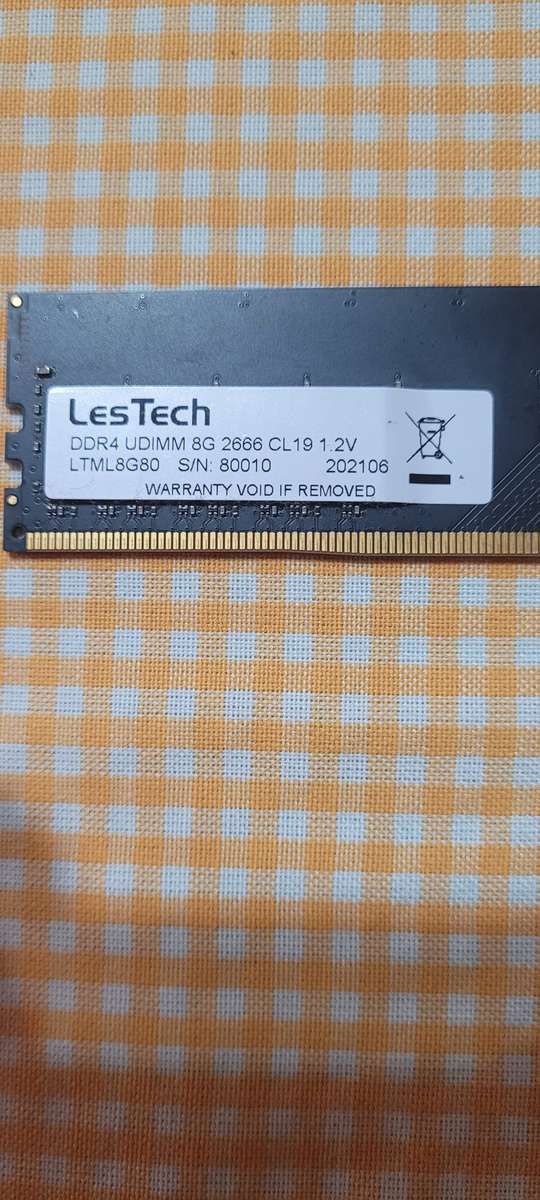 LesTech
DDR4 UDIMM 8G 2666 CL19 1.2V
LTML8G80 S/N: 80010 202106
WARRANTY VOID IF REMOVED